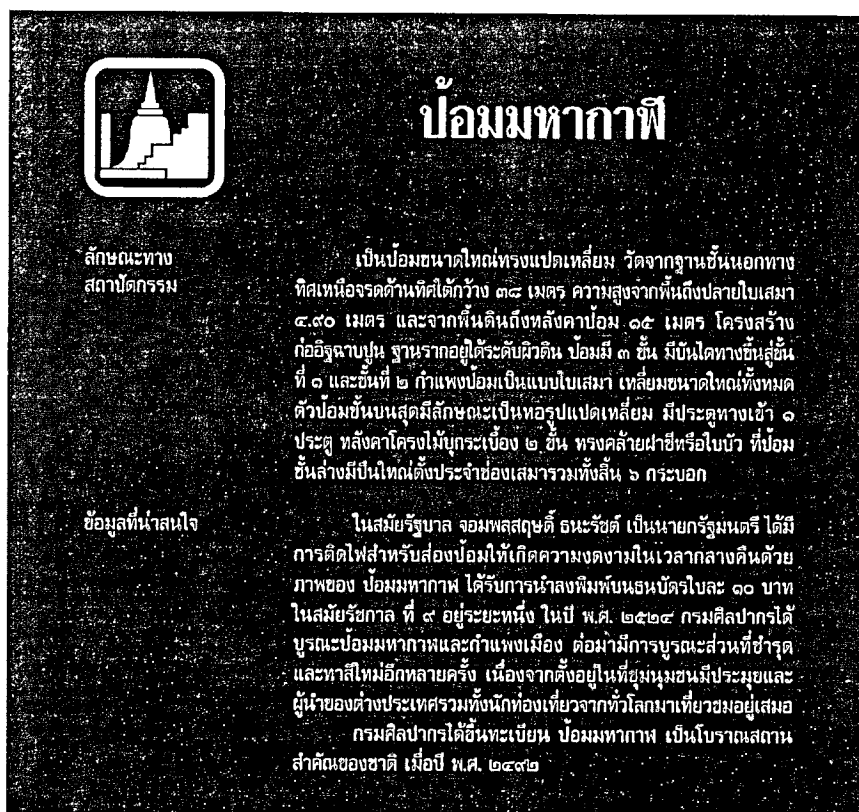 ป้อมมหากาฬ
ลักษณะทาง
สถาปัตกรรม
เป็นป้อมขนาดใหญ่ทรงแปดเหลี่ยม วัดจากฐานชั้นนอกทาง
ทิศเหนือจรดด้านทิศใต้กว้าง ๓๘ เมตร ความสูงจากพื้นถึงปลายใบเสมา
๔.๙๐ เมตร และจากพื้นดินถึงหลังคาป้อม ๑๕ เมตร โครงสร้าง
ก่ออิฐฉาบปูน ฐานรากอยู่ใต้ระดับผิวดิน ป้อมมี ๓ ชั้น มีบันไดทางขึ้นสู่ชั้น
ที่ ๑ และชั้นที่ ๒ กำแพงป้อมเป็นแบบใบเสมา เหลี่ยมขนาดใหญ่ทั้งหมด
ตัวป้อมชั้นบนสุดมีลักษณะเป็นหอรูปแปดเหลี่ยม มีประตูทางเข้า ๑
ประตู หลังคาโครงไม้บุกระเบื้อง ๒ ชั้น ทรงคล้ายฝาชีหรือใบบัว ที่ป้อม
ชั้นล่างมีปืนใหญ่ตั้งประจำช่องเสมารวมทั้งสิ้น ๖ กระบอก
ข้อมูลที่น่าสนใจ
ในสมัยรัฐบาล จอมพลสฤษดิ์ ธนะรัชต์ เป็นนายกรัฐมนตรี ได้มี
การติดไฟสำหรับส่องป้อมให้เกิดความงดงามในเวลากลางคืนด้วย
ภาพของ ป้อมมหากาฬ ได้รับการนำลงพิมพ์บนธนบัตรใบละ ๑๐ บาท
ในสมัยรัชกาล ที่ ๙ อยู่ระยะหนึ่ง ในปี พ.ศ. ๒๕๒๔ กรมศิลปากรได้
บูรณะป้อมมหากาฬและกำแพงเมือง ต่อมามีการบูรณะส่วนที่ชำรุด
และทาสีใหม่อีกหลายครั้ง เนื่องจากตั้งอยู่ในที่ชุมนุมชนมีประมุขและ
ผู้นำของต่างประเทศรวมทั้งนักท่องเที่ยวจากทั่วโลกมาเที่ยวชมอยู่เสมอ
กรมศิลปากรได้ขึ้นทะเบียน ป้อมมหากาฬ เป็นโบราณสถาน
สำคัญของชาติ เมื่อปี พ.ศ. ๒๔๙๒